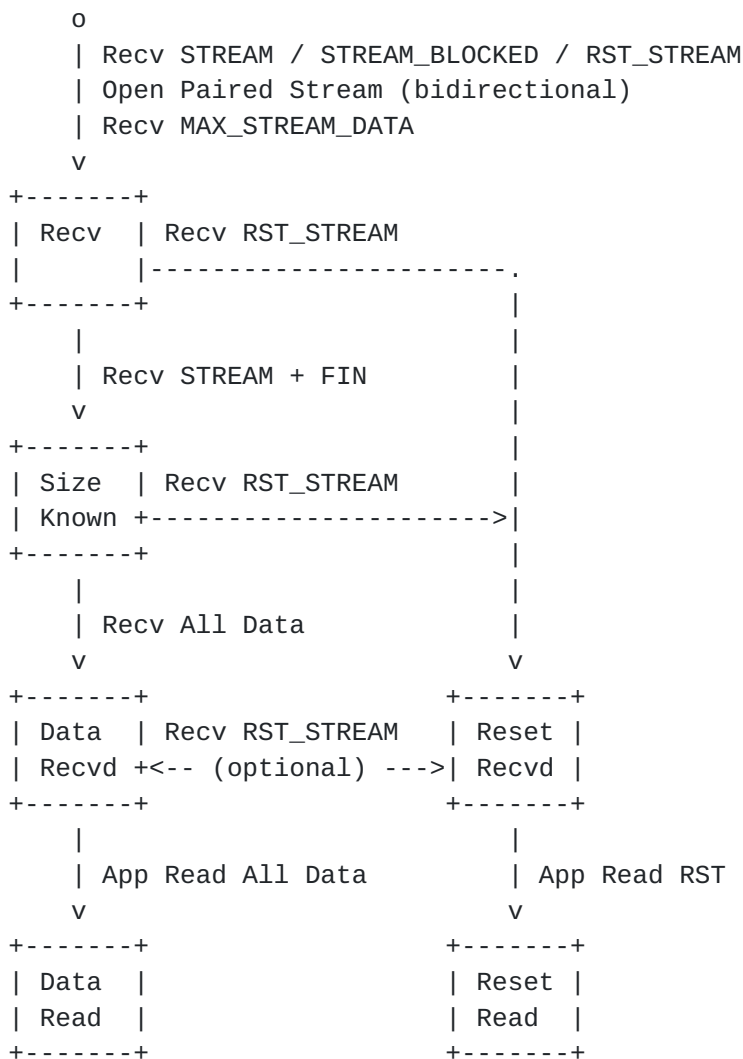 o
| Recv STREAM / STREAM_BLOCKED / RST_STREAM
| Open Paired Stream (bidirectional)
| Recv MAX_STREAM_DATA
v
+-------+
| Recv  | Recv RST_STREAM
|       |-----------------------.
+-------+                       |
    |                           |
    | Recv STREAM + FIN         |
    v                           |
+-------+                       |
| Size  | Recv RST_STREAM       |
| Known +---------------------->|
+-------+                       |
    |                           |
    | Recv All Data             |
    v                           v
+-------+                   +-------+
| Data  | Recv RST_STREAM   | Reset |
| Recvd +<-- (optional) --->| Recvd |
+-------+                   +-------+
    |                           |
    | App Read All Data         | App Read RST
    v                           v
+-------+                   +-------+
| Data  |                   | Reset |
| Read  |                   | Read  |
+-------+                   +-------+